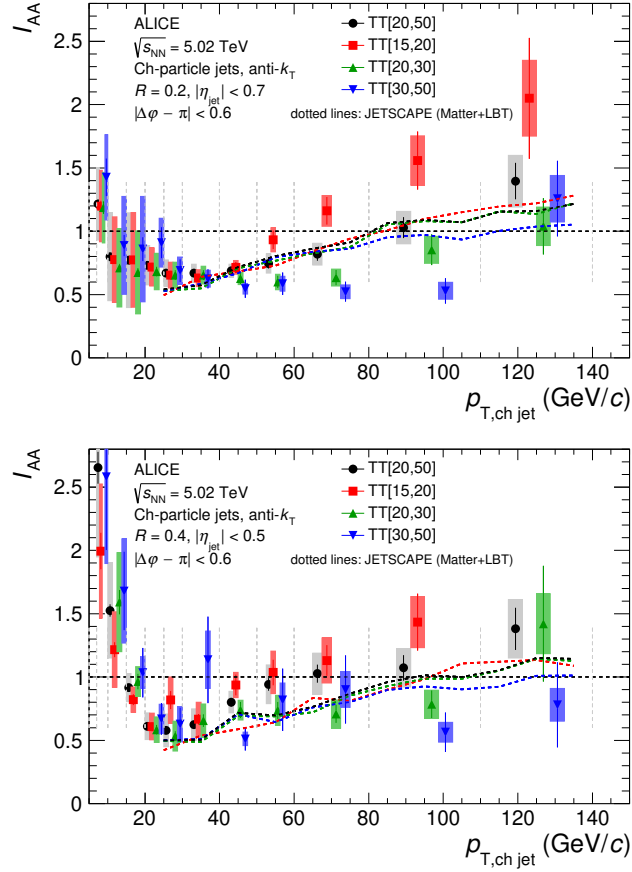 I_AA
2.5
2
1.5
1
0.5
0
ALICE
√s_NN = 5.02 TeV
Ch-particle jets, anti-k_T
R = 0.2, |η_jet| < 0.7
|Δφ − π| < 0.6
TT[20,50]
TT[15,20]
TT[20,30]
TT[30,50]
dotted lines: JETSCAPE (Matter+LBT)
20 40 60 80 100 120 140
p_T,ch jet (GeV/c)
I_AA
2.5
2
1.5
1
0.5
0
ALICE
√s_NN = 5.02 TeV
Ch-particle jets, anti-k_T
R = 0.4, |η_jet| < 0.5
|Δφ − π| < 0.6
TT[20,50]
TT[15,20]
TT[20,30]
TT[30,50]
dotted lines: JETSCAPE (Matter+LBT)
20 40 60 80 100 120 140
p_T,ch jet (GeV/c)